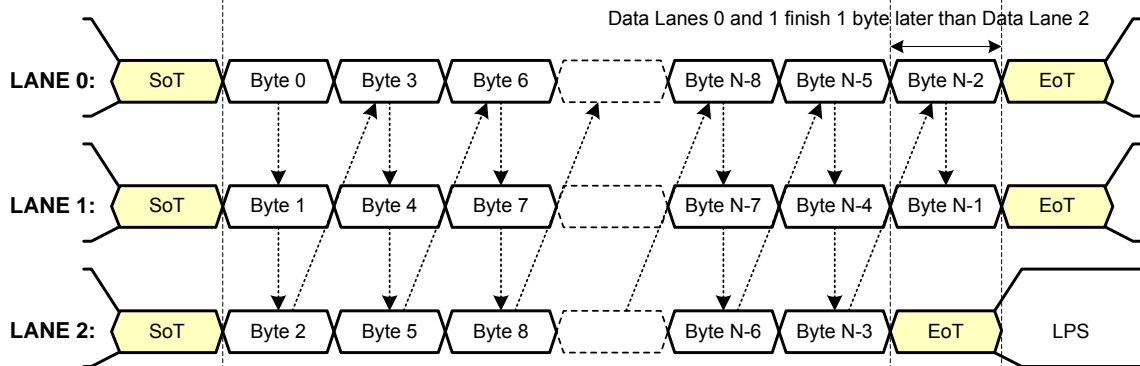 Data Lanes 0 and 1 finish 1 byte later than Data Lane 2
LANE 0: SoT Byte 0 Byte 3 Byte 6 Byte N-8 Byte N-5 Byte N-2 EoT
LANE 1: SoT Byte 1 Byte 4 Byte 7 Byte N-7 Byte N-4 Byte N-1 EoT
LANE 2: SoT Byte 2 Byte 5 Byte 8 Byte N-6 Byte N-3 EoT LPS